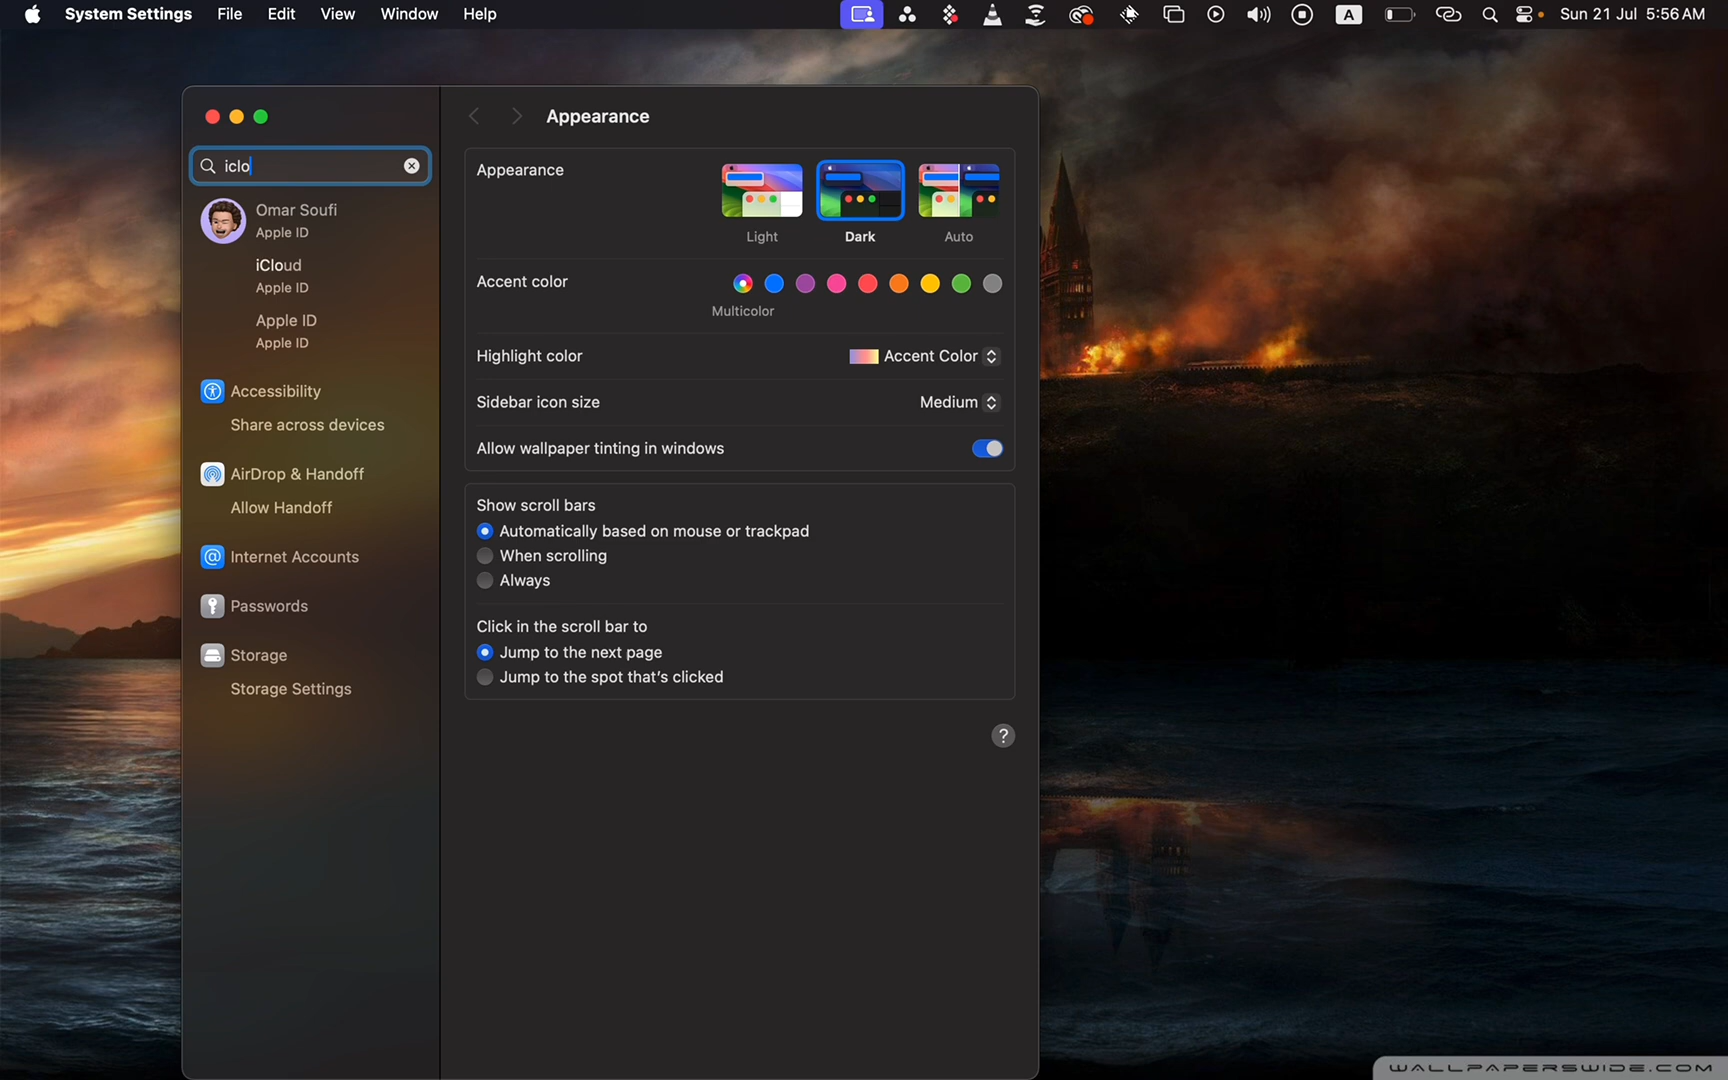 System Settings File Edit View Window Help A Sun 21 Jul 5:56 AM
iclo
Omar Soufi
Apple ID
iCloud
Apple ID
Apple ID
Apple ID
Accessibility
Share across devices
AirDrop & Handoff
Allow Handoff
Internet Accounts
Passwords
Storage
Storage Settings
Appearance
Appearance
Light Dark Auto
Accent color
Multicolor
Highlight color Accent Color
Sidebar icon size Medium
Allow wallpaper tinting in windows
Show scroll bars
Automatically based on mouse or trackpad
When scrolling
Always
Click in the scroll bar to
Jump to the next page
Jump to the spot that's clicked
?
WALLPAPERSWIDE.COM